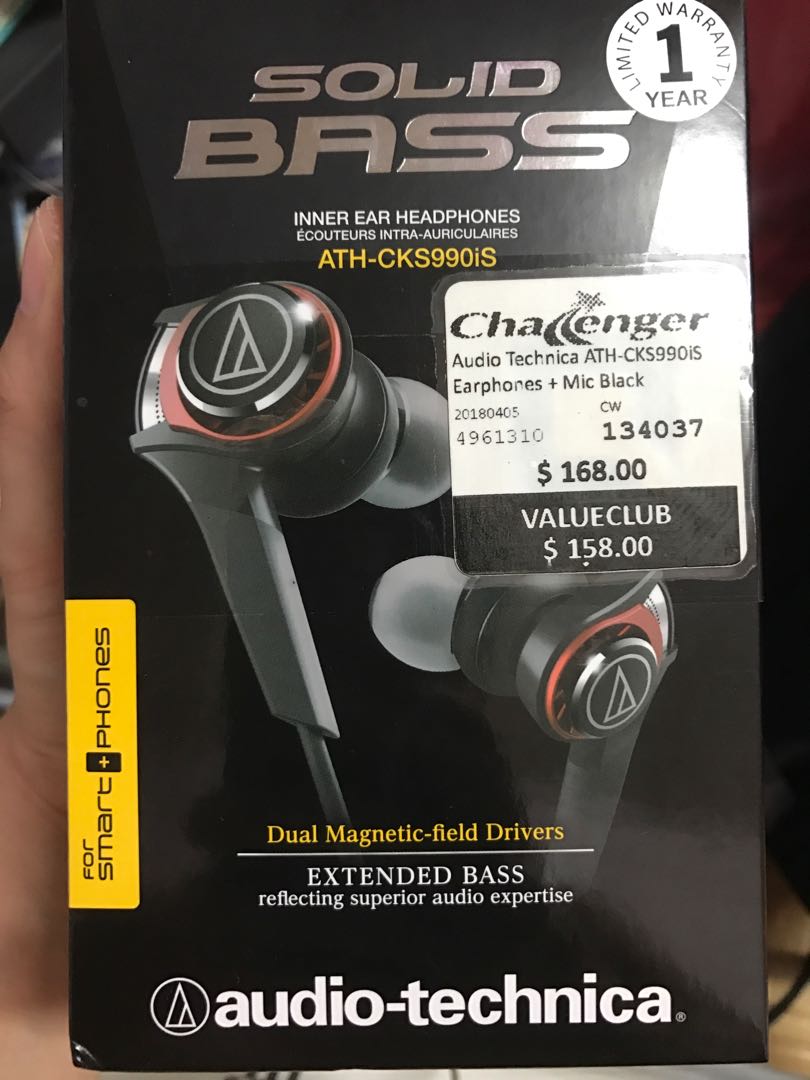 LIMITED WARRANTY
1
YEAR
SOLID
BASS
INNER EAR HEADPHONES
ÉCOUTEURS INTRA-AURICULAIRES
ATH-CKS990iS
Challenger
Audio Technica ATH-CKS990iS
Earphones + Mic Black
20180405 CW
4961310 134037
$ 168.00
VALUECLUB
$ 158.00
FOR
smart+PHONES
Dual Magnetic-field Drivers
EXTENDED BASS
reflecting superior audio expertise
audio-technica®